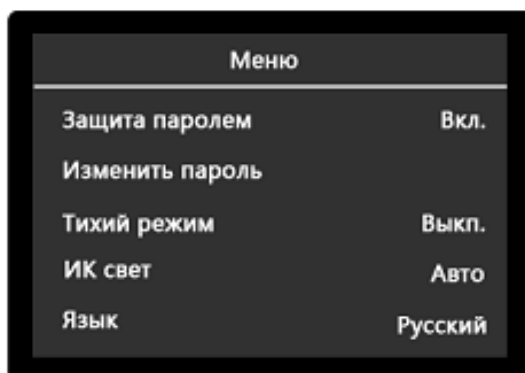 Меню
Защита паролем Вкл.
Изменить пароль
Тихий режим Выкп.
ИК свет Авто
Язык Русский